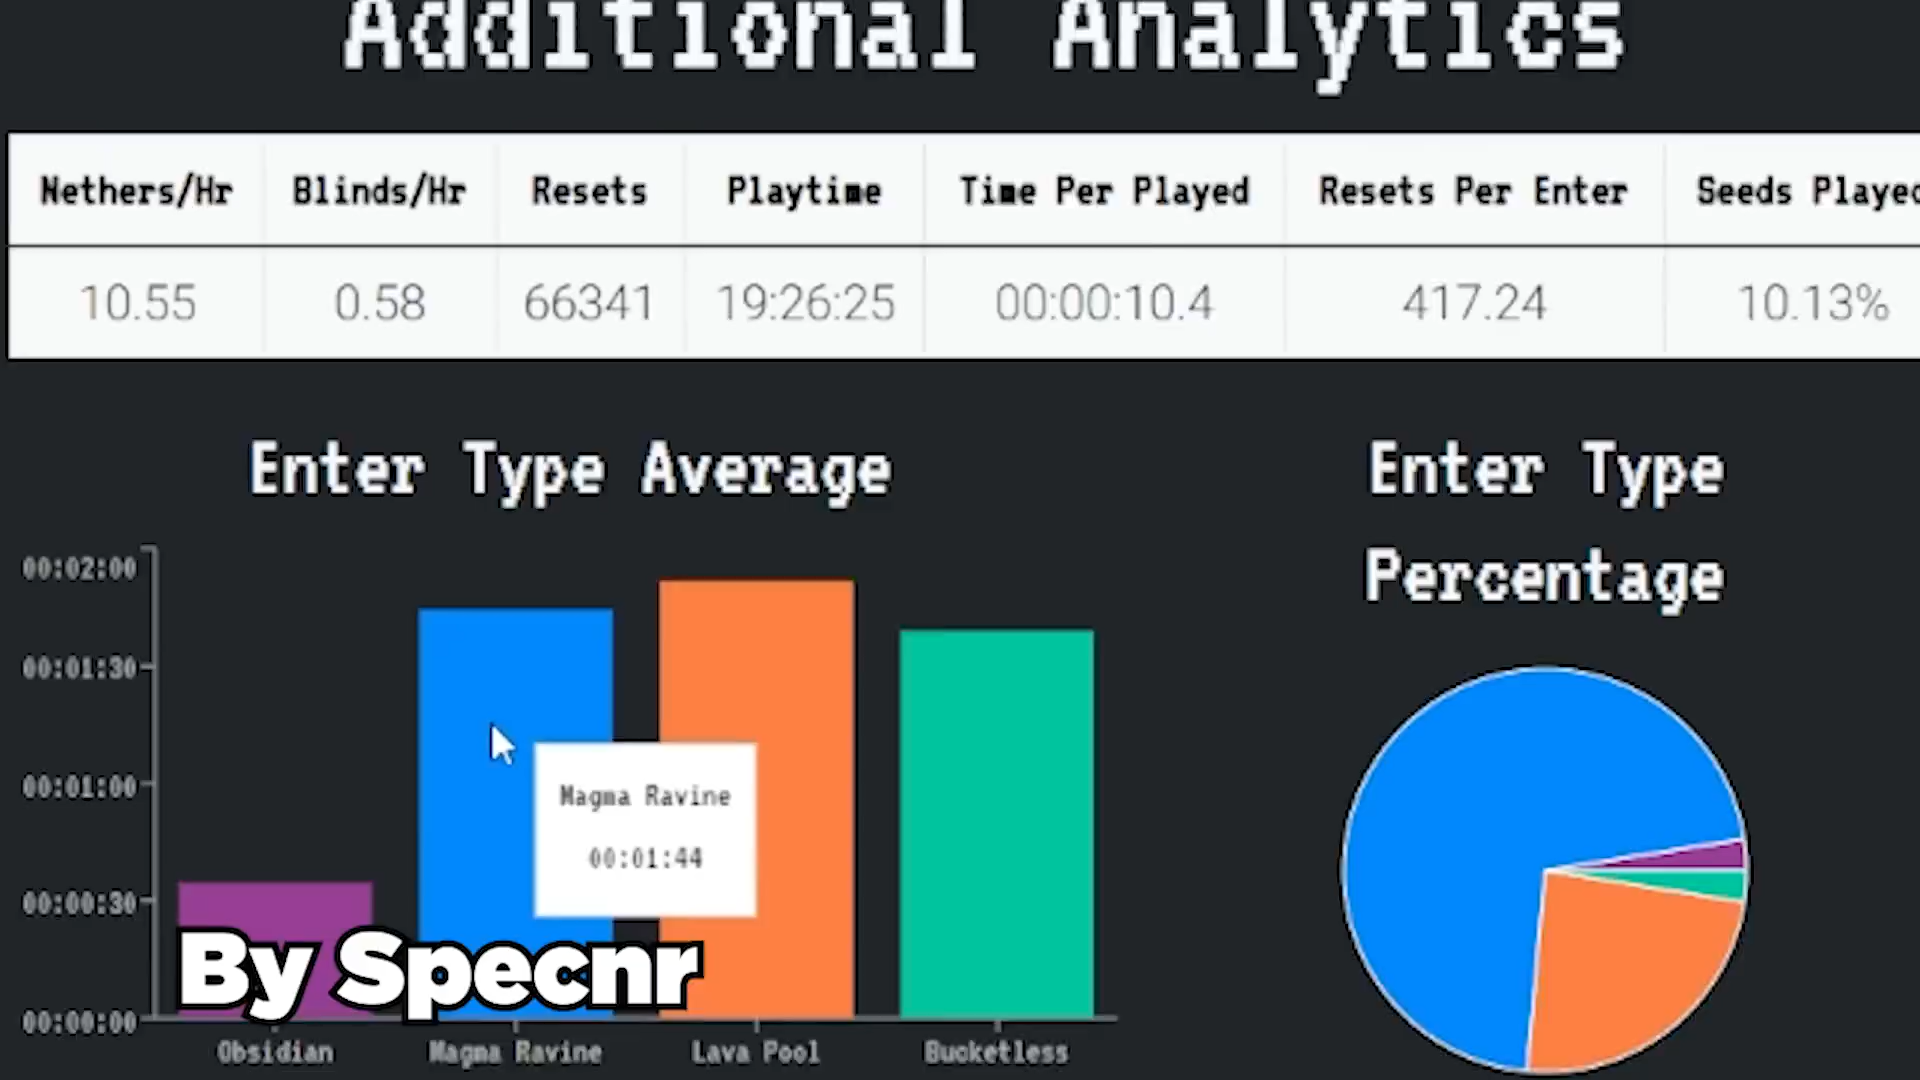 Additional Analytics
Nethers/Hr Blinds/Hr Resets Playtime Time Per Played Resets Per Enter Seeds Played
10.55 0.58 66341 19:26:25 00:00:10.4 417.24 10.13%
Enter Type Average
Enter Type
Percentage
00:02:00
00:01:30
00:01:00
00:00:30
00:00:00
Magma Ravine
00:01:44
By Specnr
Obsidian Magma Ravine Lava Pool Bucketless